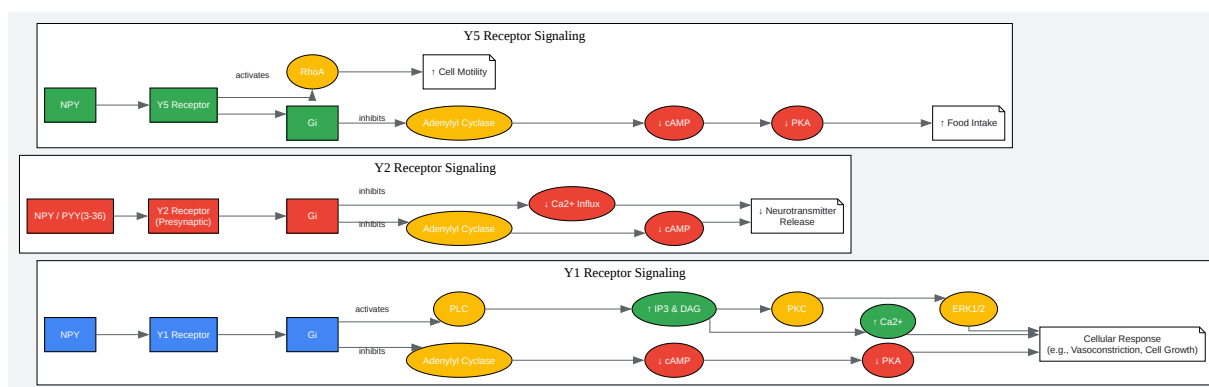 Y5 Receptor Signaling
RhoA
↑ Cell Motility
activates
NPY
Y5 Receptor
Gi
inhibits
Adenylyl Cyclase
↓ cAMP
↓ PKA
↑ Food Intake
Y2 Receptor Signaling
inhibits
↓ Ca2+ Influx
NPY / PYY(3-36)
Y2 Receptor
(Presynaptic)
Gi
inhibits
Adenylyl Cyclase
↓ cAMP
↓ Neurotransmitter
Release
Y1 Receptor Signaling
activates
PLC
↑ IP3 & DAG
PKC
ERK1/2
↑ Ca2+
NPY
Y1 Receptor
Gi
inhibits
Adenylyl Cyclase
↓ cAMP
↓ PKA
Cellular Response
(e.g., Vasoconstriction, Cell Growth)